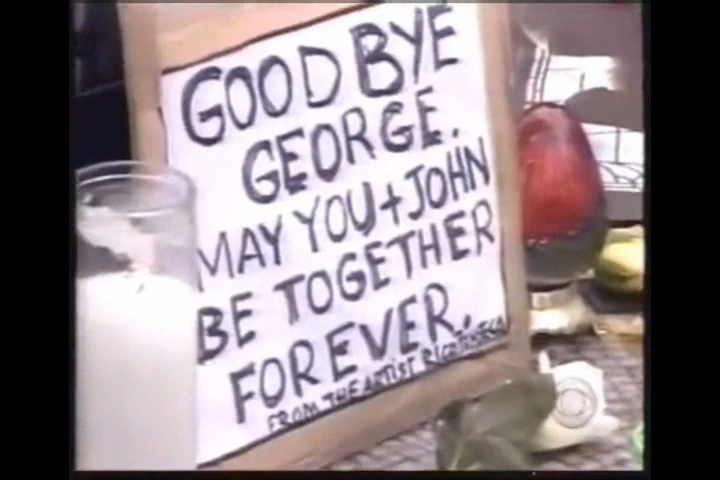 GOOD BYE
GEORGE.
MAY YOU + JOHN
BE TOGETHER
FOREVER.
FROM THE ARTIST